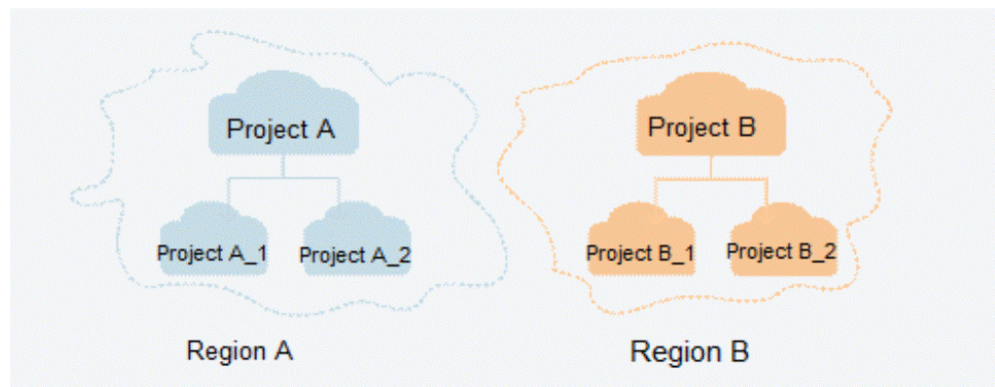 Project A
Project B
Project A_1
Project A_2
Project B_1
Project B_2
Region A
Region B